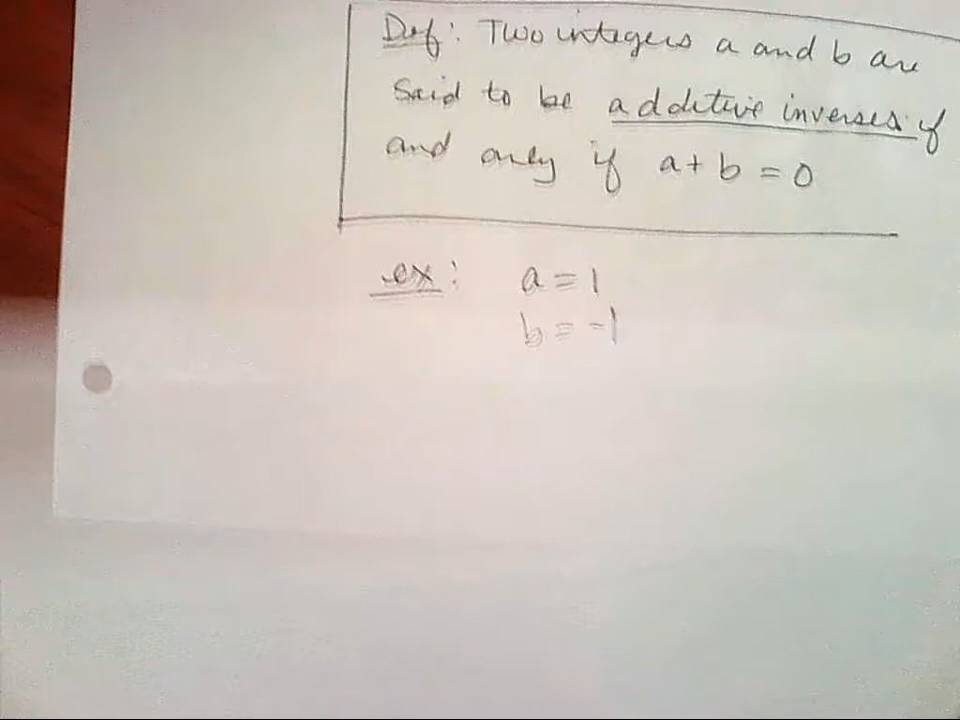 Def: Two integers a and b are
said to be additive inverses if
and only if a + b = 0
ex: a = 1
b = -1